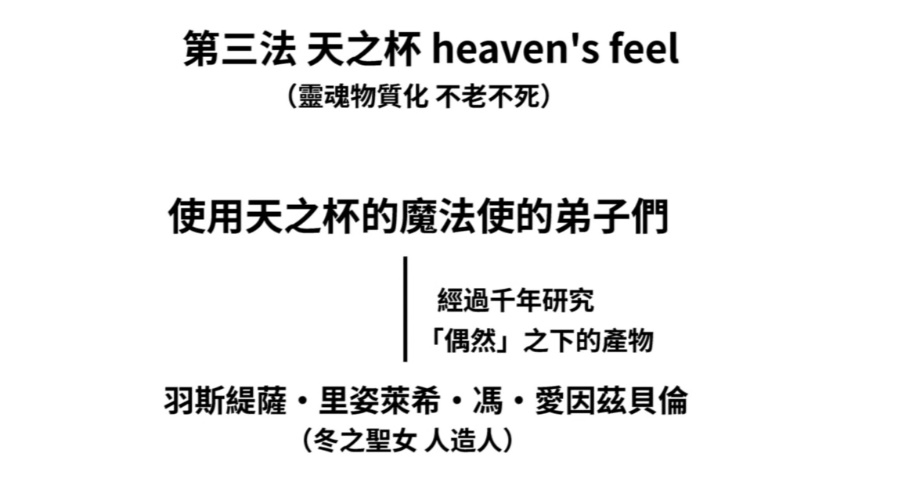 第三法 天之杯 heaven's feel
（靈魂物質化 不老不死）
使用天之杯的魔法使的弟子們
經過千年研究
「偶然」之下的產物
羽斯緹薩・里姿萊希・馮・愛因茲貝倫
（冬之聖女 人造人）